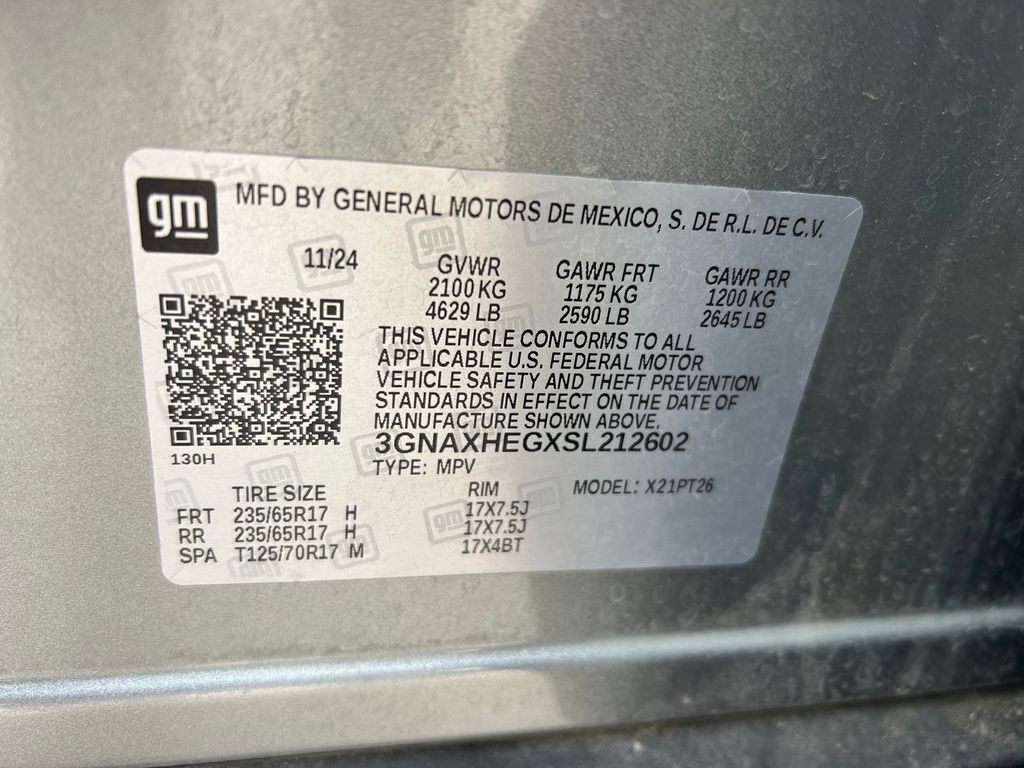 gm MFD BY GENERAL MOTORS DE MEXICO, S. DE R.L. DE C.V.
11/24 GVWR GAWR FRT GAWR RR
2100 KG 1175 KG 1200 KG
4629 LB 2590 LB 2645 LB
THIS VEHICLE CONFORMS TO ALL
APPLICABLE U.S. FEDERAL MOTOR
VEHICLE SAFETY AND THEFT PREVENTION
STANDARDS IN EFFECT ON THE DATE OF
MANUFACTURE SHOWN ABOVE.
3GNAXHEGXSL212602
130H
TYPE: MPV
TIRE SIZE RIM MODEL: X21PT26
FRT 235/65R17 H 17X7.5J
RR 235/65R17 H 17X7.5J
SPA T125/70R17 M 17X4BT